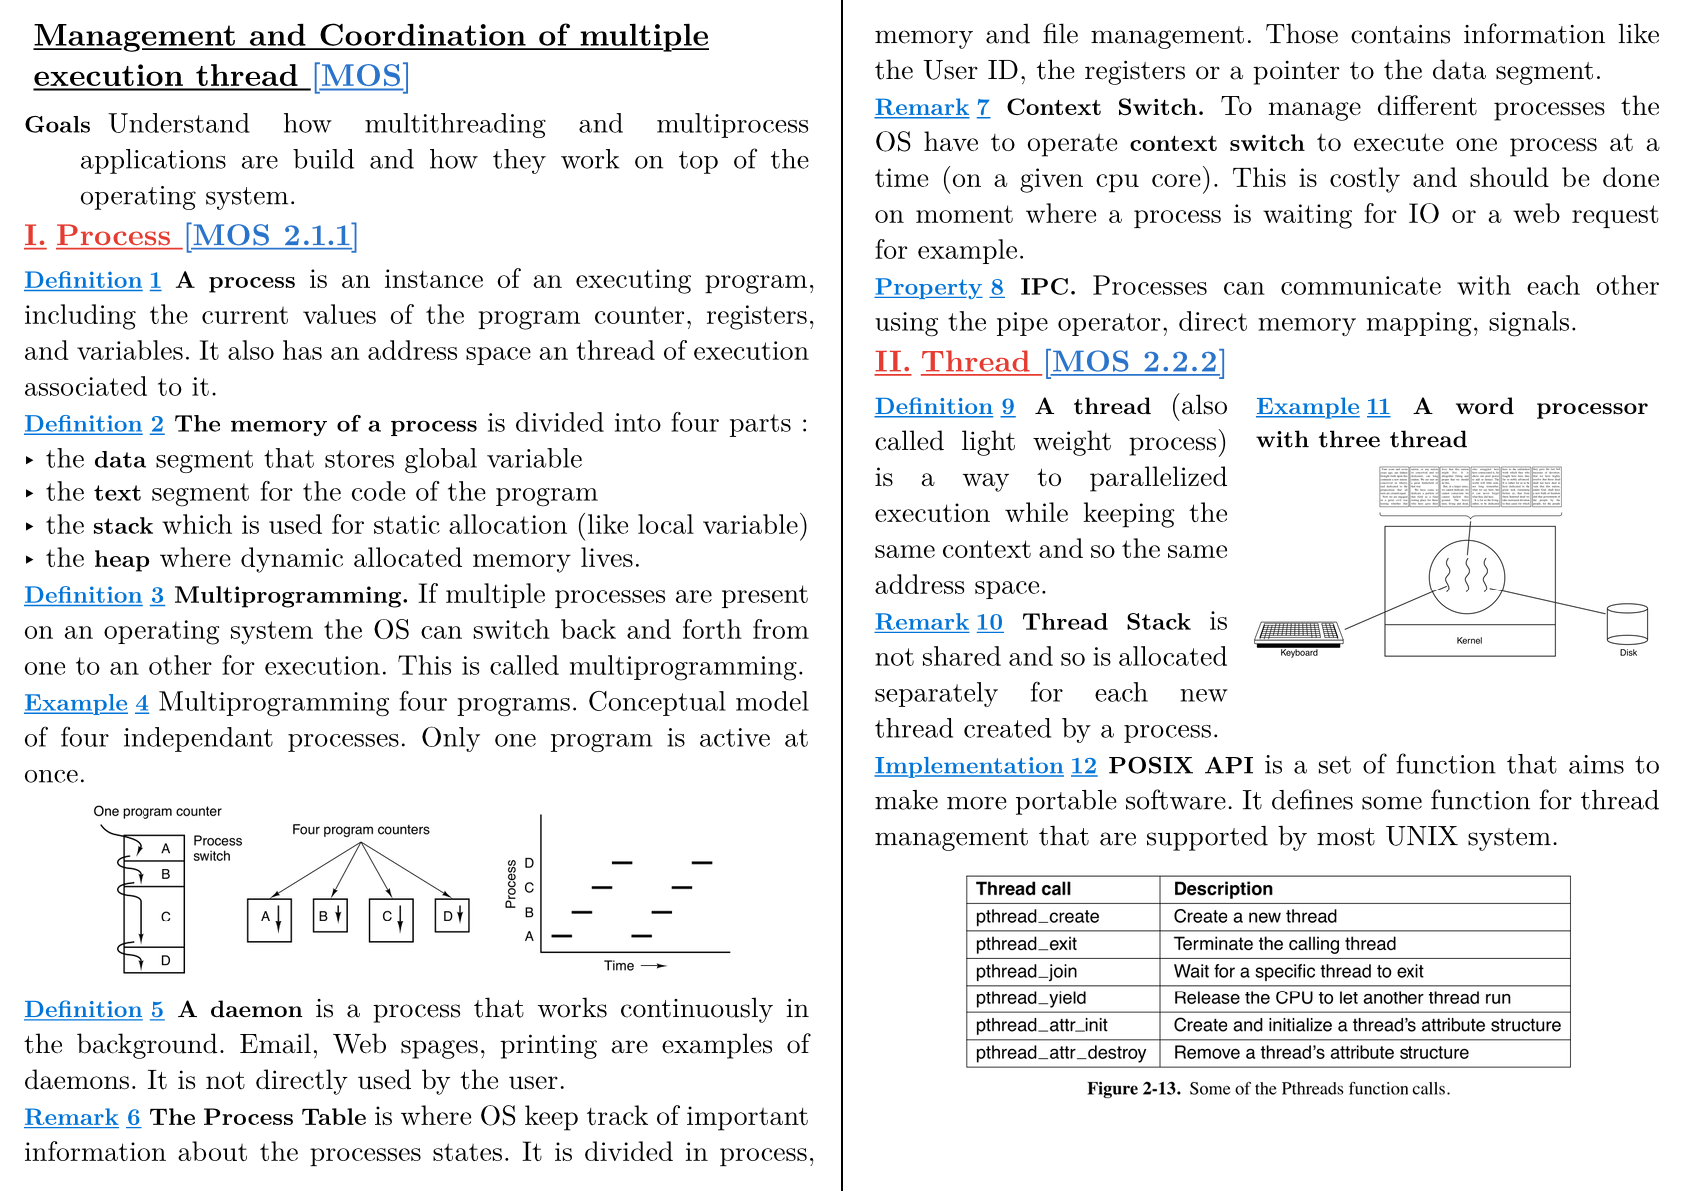 Management and Coordination of multiple
execution thread [MOS]
Goals Understand how multithreading and multiprocess
applications are build and how they work on top of the
operating system.
I. Process [MOS 2.1.1]
Definition 1 A process is an instance of an executing program,
including the current values of the program counter, registers,
and variables. It also has an address space an thread of execution
associated to it.
Definition 2 The memory of a process is divided into four parts :
‣ the data segment that stores global variable
‣ the text segment for the code of the program
‣ the stack which is used for static allocation (like local variable)
‣ the heap where dynamic allocated memory lives.
Definition 3 Multiprogramming. If multiple processes are present
on an operating system the OS can switch back and forth from
one to an other for execution. This is called multiprogramming.
Example 4 Multiprogramming four programs. Conceptual model
of four independant processes. Only one program is active at
once.
One program counter
Process
switch
A
B
C
D
Four program counters
A
B
C
D
Process
D
C
B
A
Time
Definition 5 A daemon is a process that works continuously in
the background. Email, Web spages, printing are examples of
daemons. It is not directly used by the user.
Remark 6 The Process Table is where OS keep track of important
information about the processes states. It is divided in process,
memory and file management. Those contains information like
the User ID, the registers or a pointer to the data segment.
Remark 7 Context Switch. To manage different processes the
OS have to operate context switch to execute one process at a
time (on a given cpu core). This is costly and should be done
on moment where a process is waiting for IO or a web request
for example.
Property 8 IPC. Processes can communicate with each other
using the pipe operator, direct memory mapping, signals.
II. Thread [MOS 2.2.2]
Definition 9 A thread (also
called light weight process)
is a way to parallelized
execution while keeping the
same context and so the same
address space.
Remark 10 Thread Stack is
not shared and so is allocated
separately for each new
thread created by a process.
Example 11 A word processor
with three thread
Kernel
Keyboard
Disk
Implementation 12 POSIX API is a set of function that aims to
make more portable software. It defines some function for thread
management that are supported by most UNIX system.
Thread call Description
pthread_create Create a new thread
pthread_exit Terminate the calling thread
pthread_join Wait for a specific thread to exit
pthread_yield Release the CPU to let another thread run
pthread_attr_init Create and initialize a thread's attribute structure
pthread_attr_destroy Remove a thread's attribute structure
Figure 2-13. Some of the Pthreads function calls.